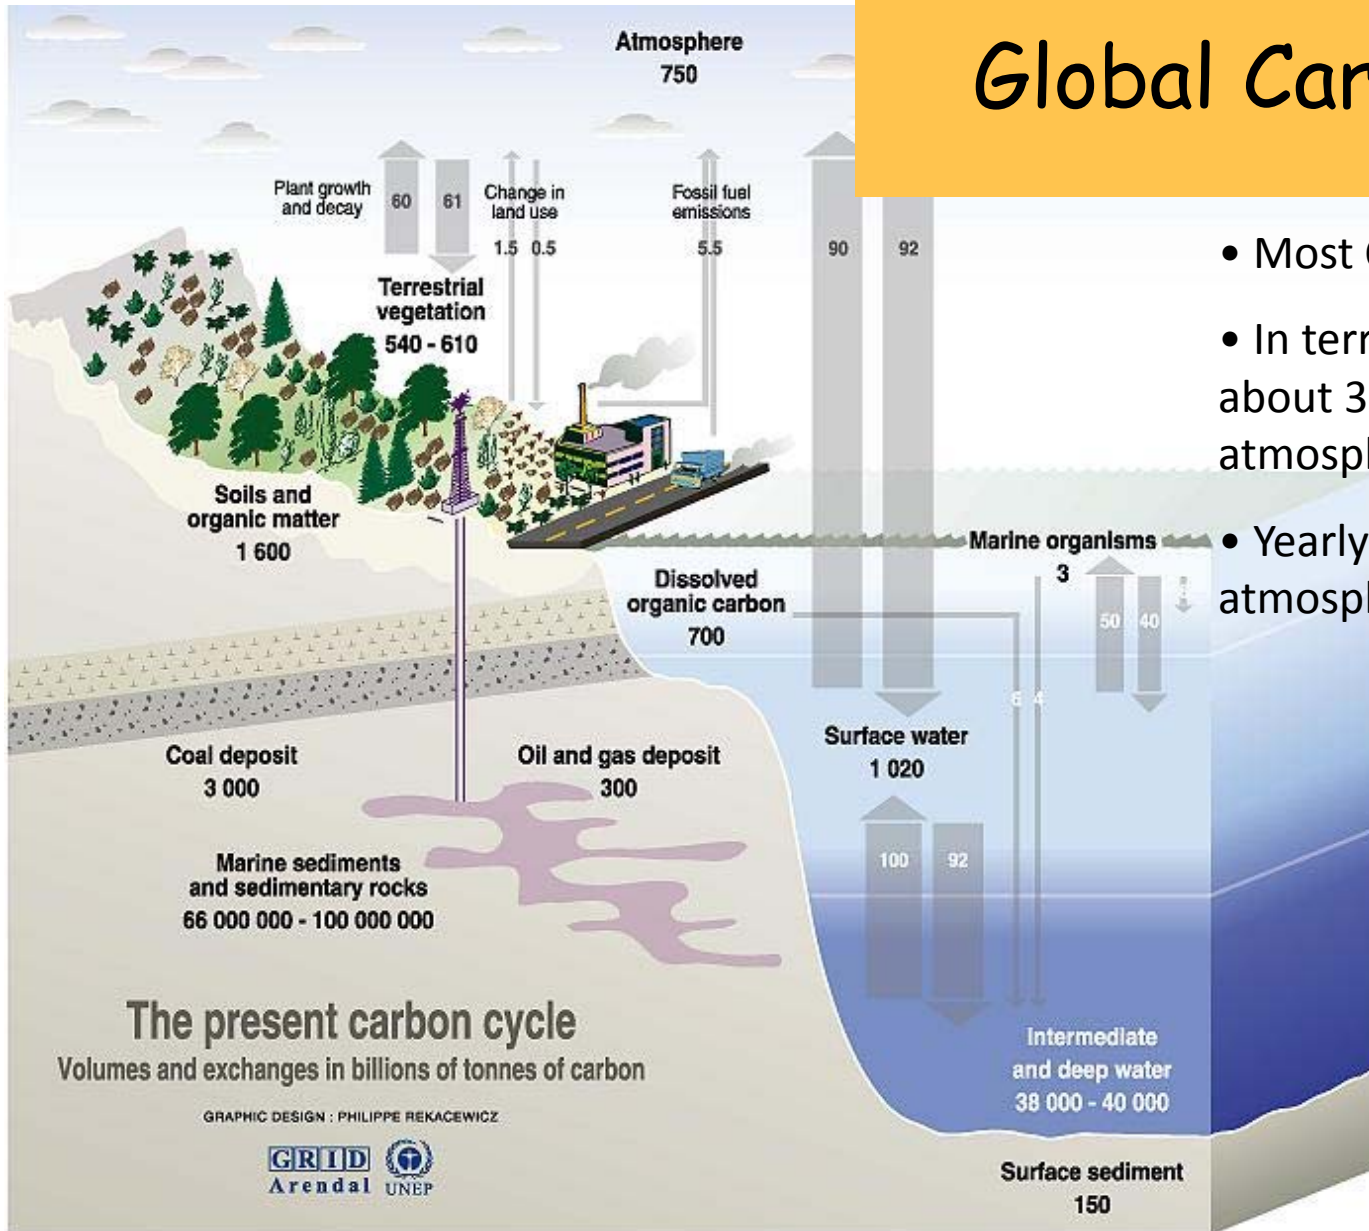 Global Car
Atmosphere
750
Plant growth
and decay
60
61
Change in
land use
1.5 0.5
Fossil fuel
emissions
5.5
90
92
Terrestrial
vegetation
540 - 610
Soils and
organic matter
1 600
• Most
• In terr
about 3
atmosph
• Yearly
atmosph
Marine organisms
3
50
40
Dissolved
organic carbon
700
6 4
Surface water
1 020
100
92
Coal deposit
3 000
Oil and gas deposit
300
Marine sediments
and sedimentary rocks
66 000 000 - 100 000 000
Intermediate
and deep water
38 000 - 40 000
Surface sediment
150
The present carbon cycle
Volumes and exchanges in billions of tonnes of carbon
GRAPHIC DESIGN : PHILIPPE REKACEWICZ
GRID
Arendal
UNEP